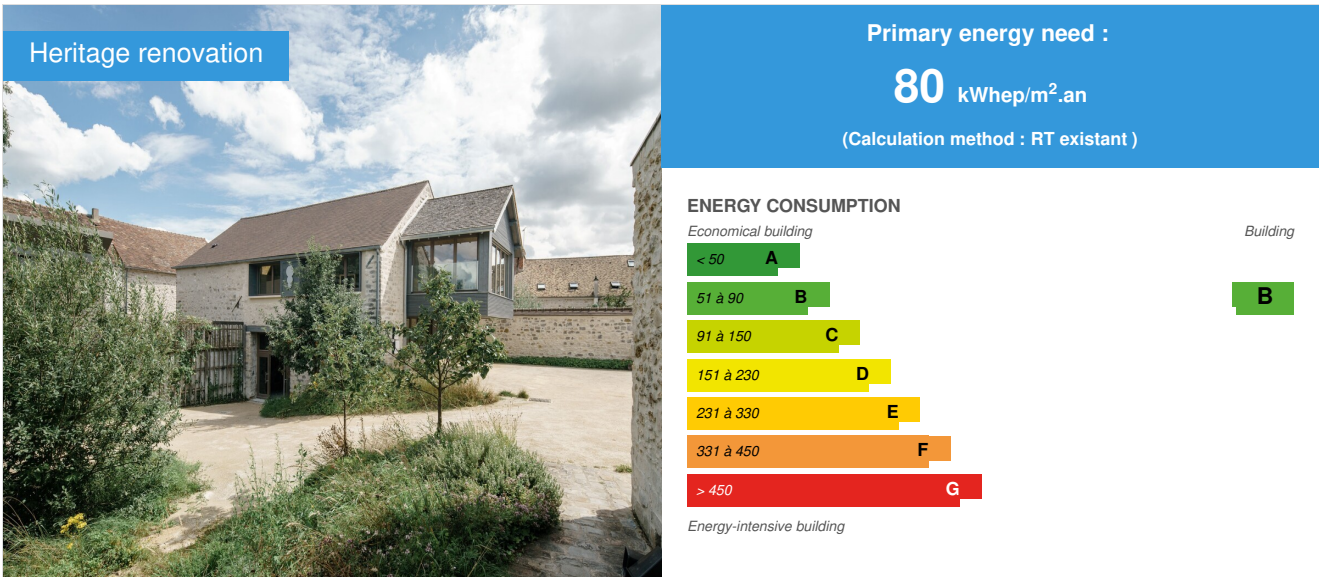 Heritage renovation
Primary energy need :
80 kWhep/m².an
(Calculation method : RT existant )
ENERGY CONSUMPTION
Economical building
Building
< 50 A
51 à 90 B
B
91 à 150 C
151 à 230 D
231 à 330 E
331 à 450 F
> 450 G
Energy-intensive building